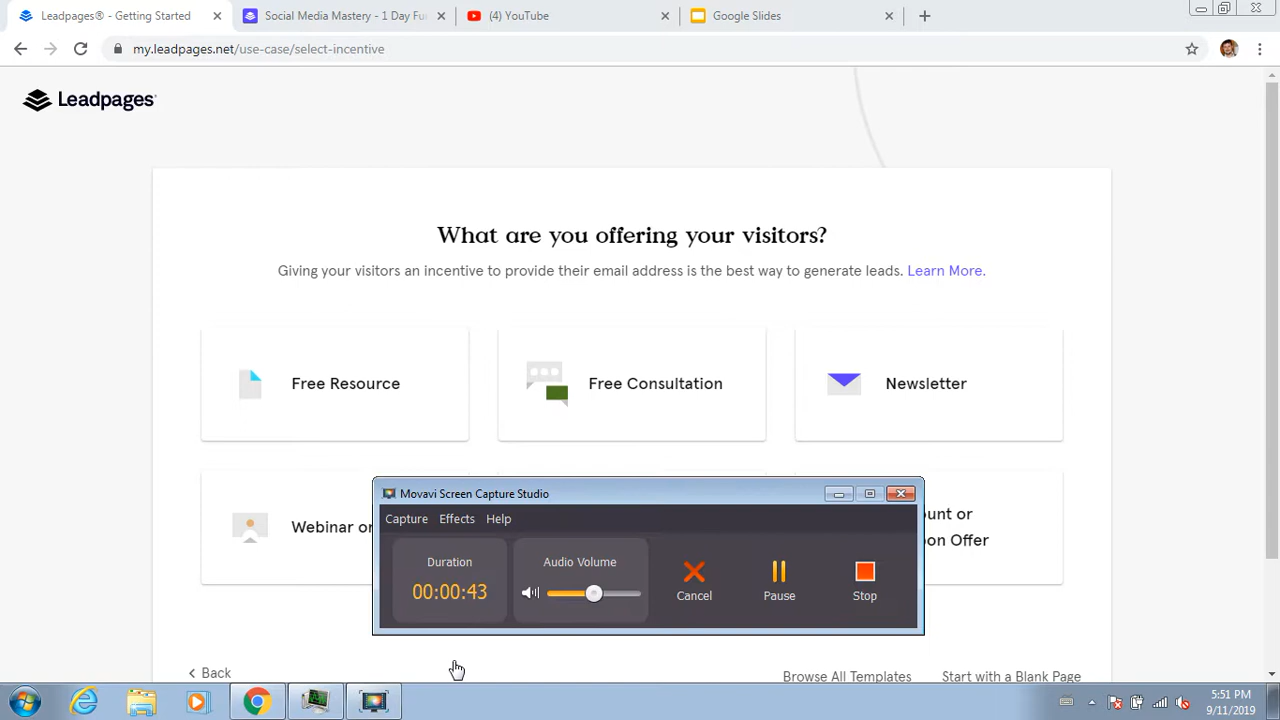 Leadpages® - Getting Started
Social Media Mastery - 1 Day Ful
(4) YouTube
Google Slides
my.leadpages.net/use-case/select-incentive
Leadpages®
What are you offering your visitors?
Giving your visitors an incentive to provide their email address is the best way to generate leads. Learn More.
Free Resource
Free Consultation
Newsletter
Webinar or
ount or
on Offer
Movavi Screen Capture Studio
Capture Effects Help
Duration
00:00:43
Audio Volume
Cancel
Pause
Stop
Back
Browse All Templates
Start with a Blank Page
5:51 PM
9/11/2019